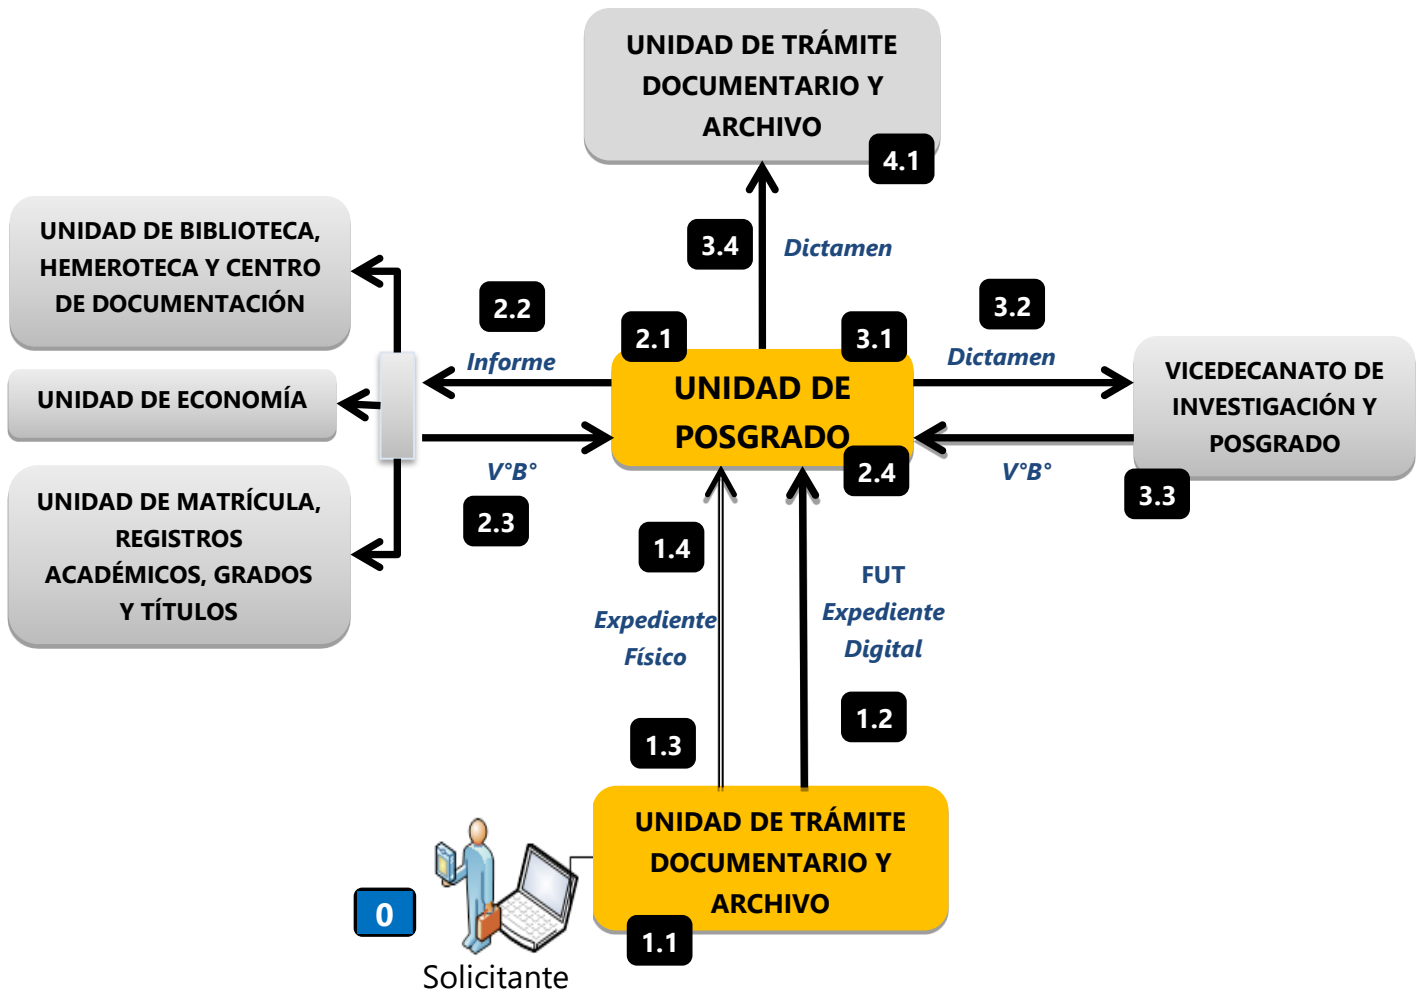 UNIDAD DE TRÁMITE
DOCUMENTARIO Y
ARCHIVO
4.1
3.4
Dictamen
UNIDAD DE BIBLIOTECA,
HEMEROTECA Y CENTRO
DE DOCUMENTACIÓN
2.2
Informe
2.1
3.1
3.2
Dictamen
UNIDAD DE ECONOMÍA
UNIDAD DE
POSGRADO
2.4
VICEDECANATO DE
INVESTIGACIÓN Y
POSGRADO
3.3
V°B°
2.3
V°B°
UNIDAD DE MATRÍCULA,
REGISTROS
ACADÉMICOS, GRADOS
Y TÍTULOS
1.4
Expediente
Físico
1.3
FUT
Expediente
Digital
1.2
UNIDAD DE TRÁMITE
DOCUMENTARIO Y
ARCHIVO
1.1
0
Solicitante